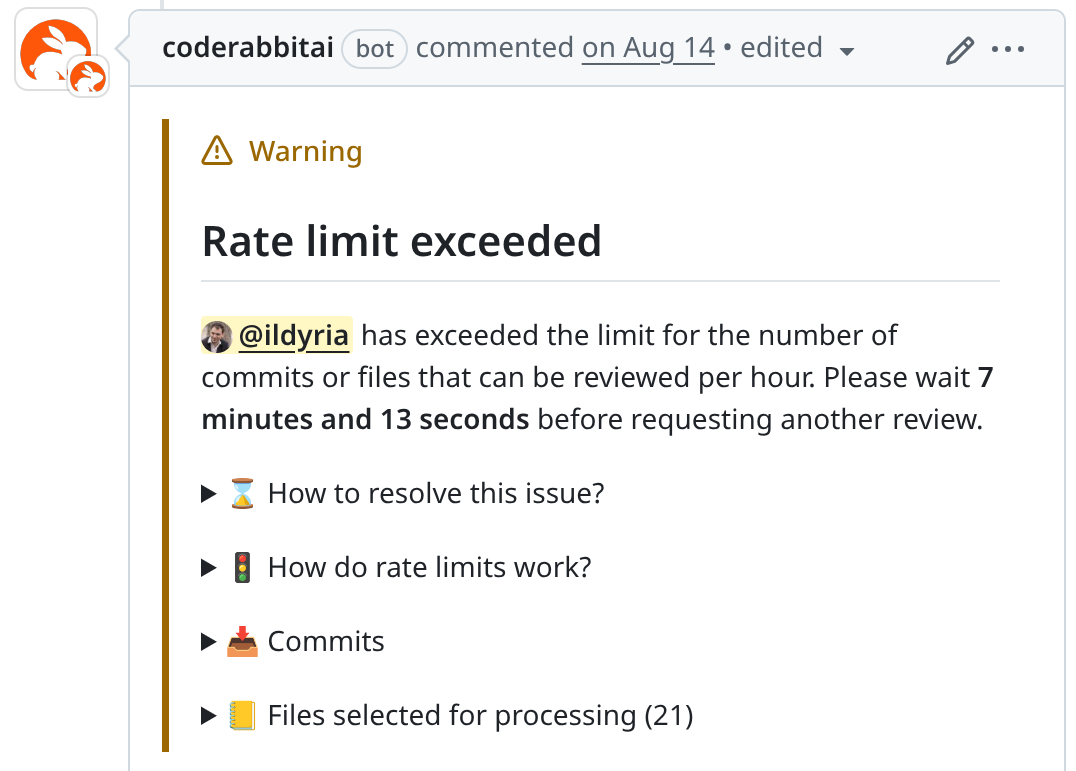 coderabbitai bot commented on Aug 14 • edited
Warning
Rate limit exceeded
@ildyria has exceeded the limit for the number of
commits or files that can be reviewed per hour. Please wait 7
minutes and 13 seconds before requesting another review.
How to resolve this issue?
How do rate limits work?
Commits
Files selected for processing (21)